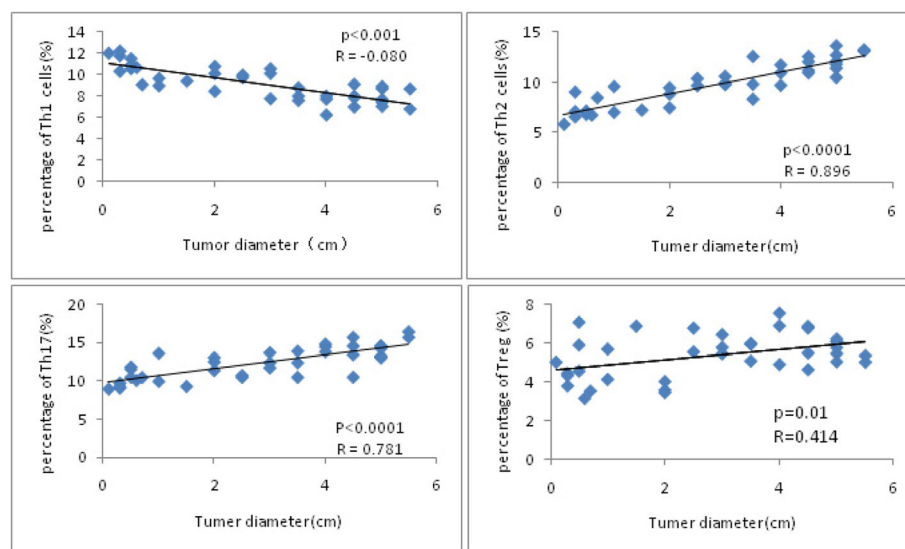 percentage of Th1 cells(%)
14
12
10
8
6
4
2
0
p<0.001
R = -0.080
0 2 4 6
Tumor diameter（cm）
percentage of Th2 cells(%)
15
10
5
0
p<0.0001
R = 0.896
0 2 4 6
Tumer diameter(cm)
percentage of Th17(%)
20
15
10
5
0
P<0.0001
R = 0.781
0 2 4 6
Tumer diameter(cm)
percentage of Treg(%)
8
6
4
2
0
p=0.01
R=0.414
0 2 4 6
Tumer diameter(cm)